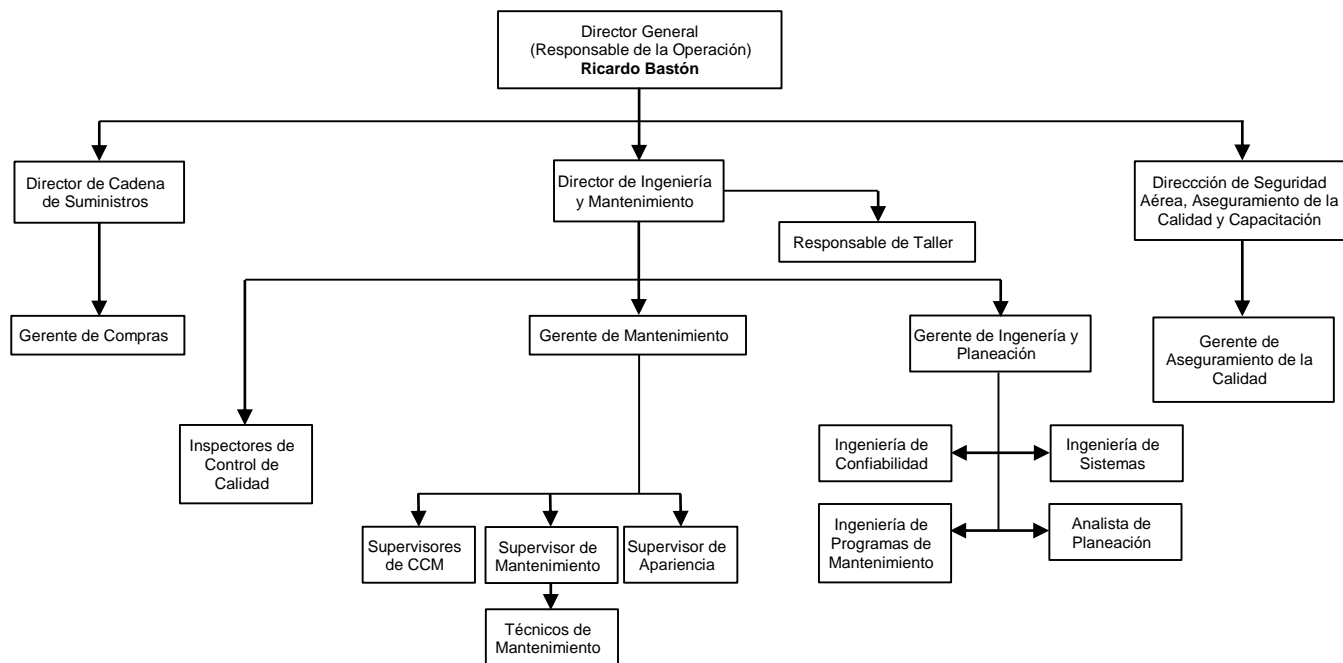 Director General
(Responsable de la Operación)
Ricardo Bastón
Director de Cadena
de Suministros
Director de Ingeniería
y Mantenimiento
Direccción de Seguridad
Aérea, Aseguramiento de la
Calidad y Capacitación
Responsable de Taller
Gerente de Compras
Gerente de Mantenimiento
Gerente de Ingenería y
Planeación
Gerente de
Aseguramiento de la
Calidad
Inspectores de
Control de
Calidad
Ingeniería de
Confiabilidad
Ingeniería de
Sistemas
Ingeniería de
Programas de
Mantenimiento
Analista de
Planeación
Supervisores
de CCM
Supervisor de
Mantenimiento
Supervisor de
Apariencia
Técnicos de
Mantenimiento